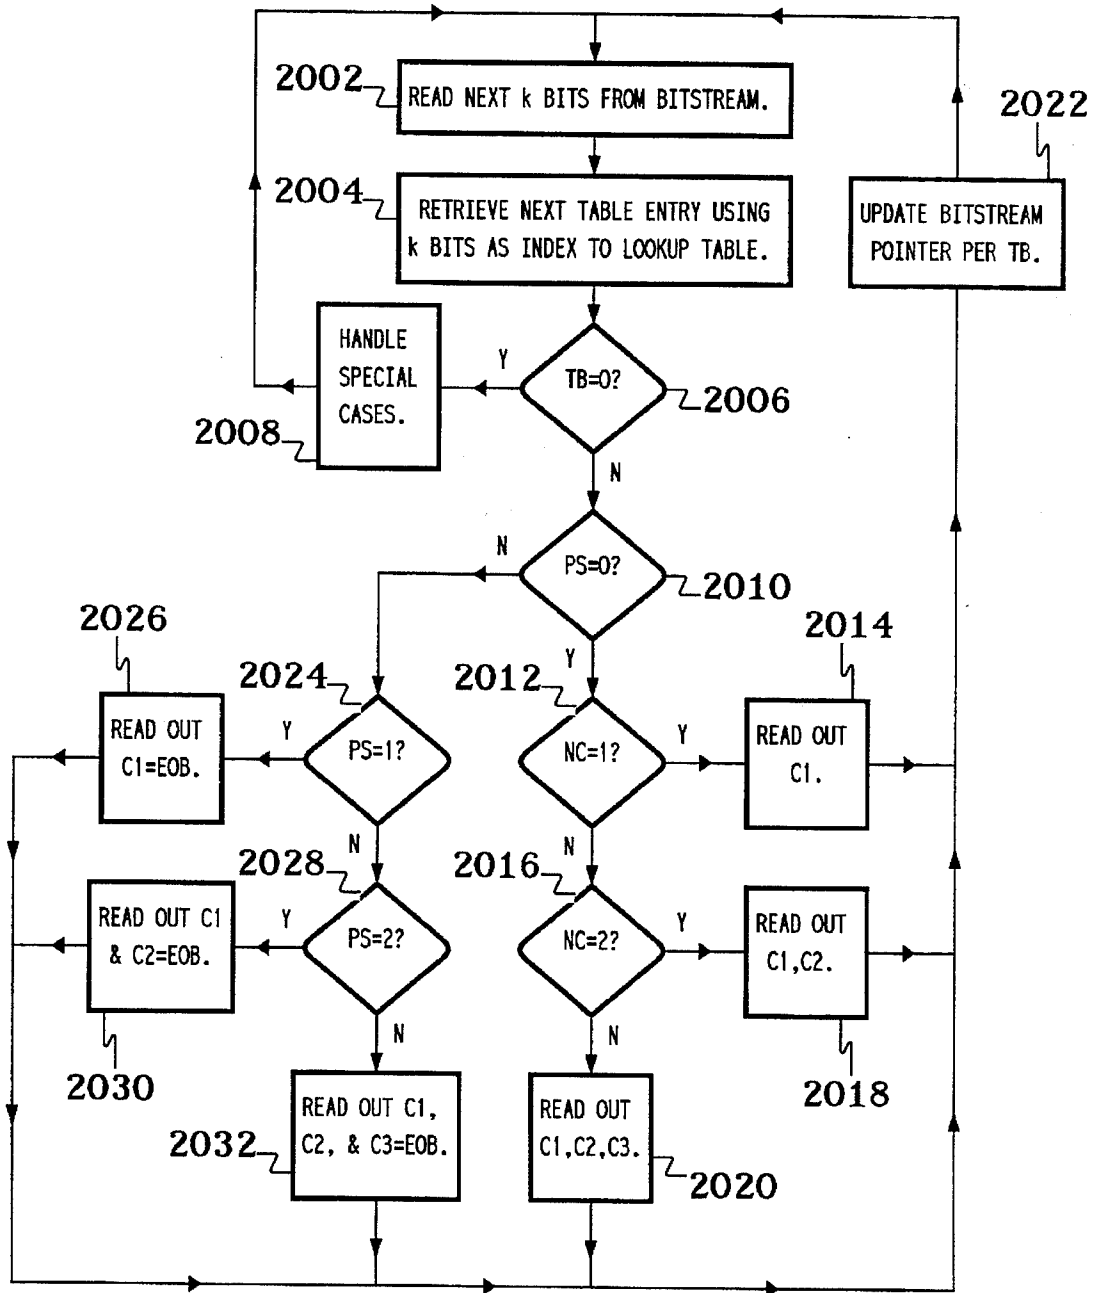 2002
READ NEXT k BITS FROM BITSTREAM.
2022
2004
RETRIEVE NEXT TABLE ENTRY USING
k BITS AS INDEX TO LOOKUP TABLE.
UPDATE BITSTREAM
POINTER PER TB.
HANDLE
SPECIAL
CASES.
2008
Y
TB=0?
2006
N
N
PS=0?
2010
2026
2014
2024
2012
Y
READ OUT
C1=EOB.
Y
PS=1?
NC=1?
Y
READ OUT
C1.
N
N
2028
2016
READ OUT C1
& C2=EOB.
Y
PS=2?
NC=2?
Y
READ OUT
C1,C2.
N
N
2030
2018
READ OUT C1,
C2, & C3=EOB.
2032
READ OUT
C1,C2,C3.
2020